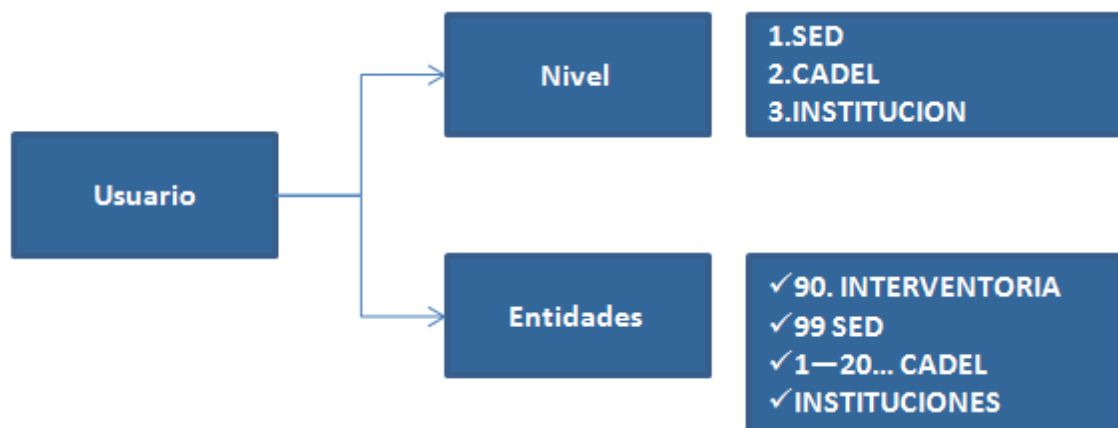 Usuario
Nivel
1.SED
2.CADEL
3.INSTITUCION
Entidades
✓90. INTERVENTORIA
✓99 SED
✓1—20... CADEL
✓INSTITUCIONES